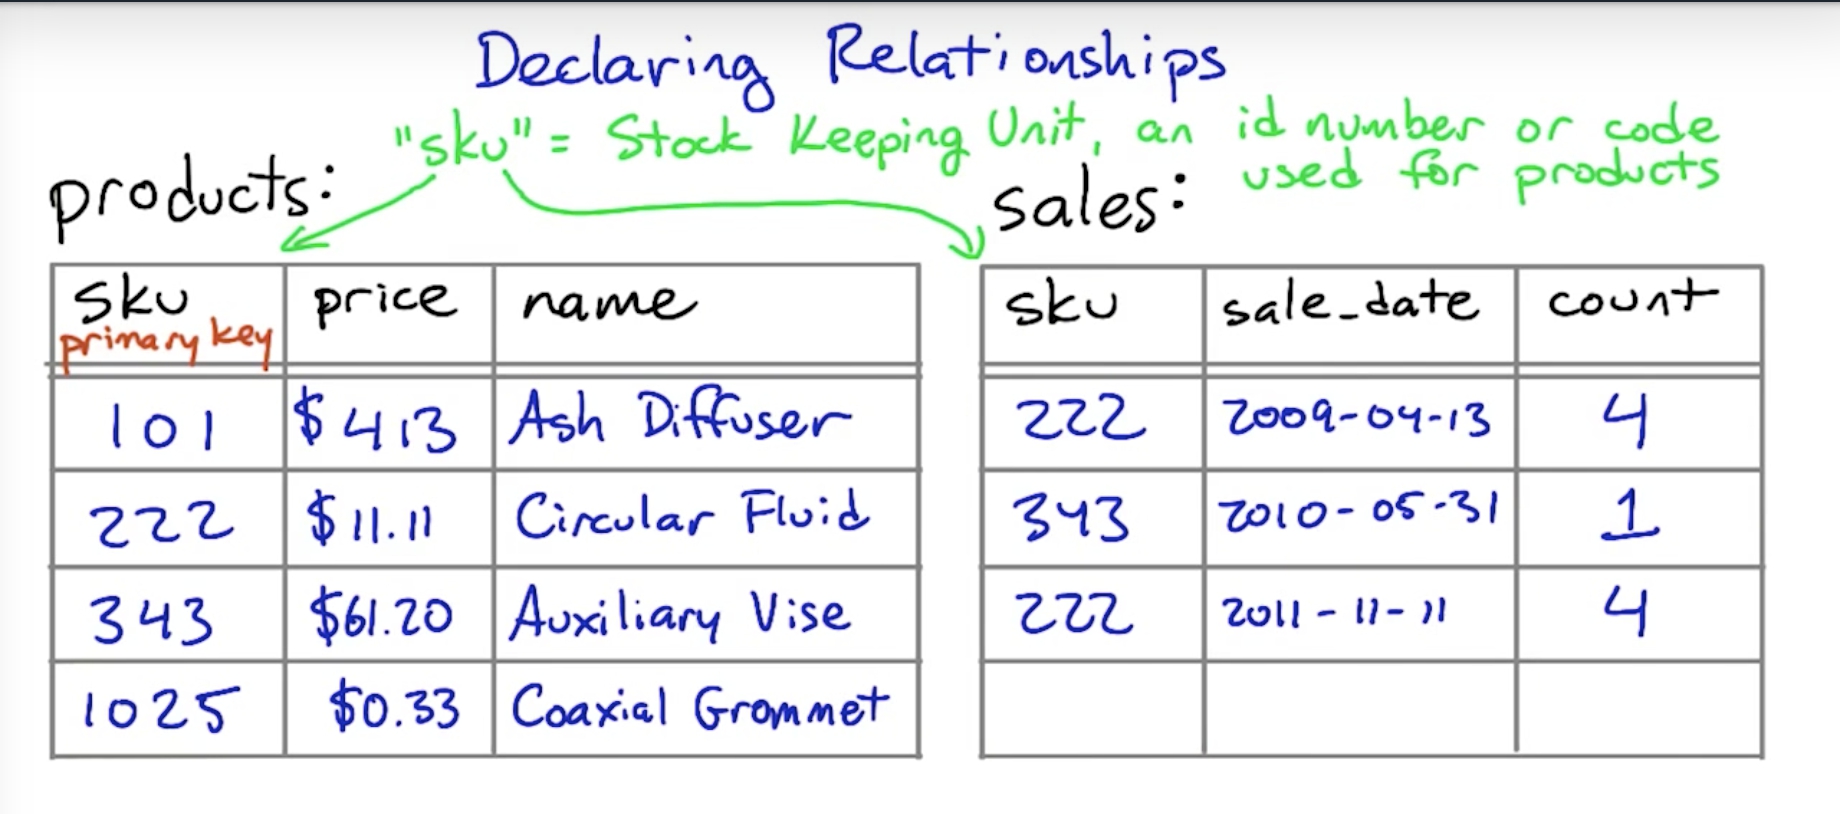 Declaring Relationships
"sku" = Stock Keeping Unit, an id number or code
used for products
products:
sku price name
primary key
101 $413 Ash Diffuser
222 $11.11 Circular Fluid
343 $61.20 Auxiliary Vise
1025 $0.33 Coaxial Grommet
sales:
sku sale_date count
222 2009-04-13 4
343 2010-05-31 1
222 2011-11-11 4